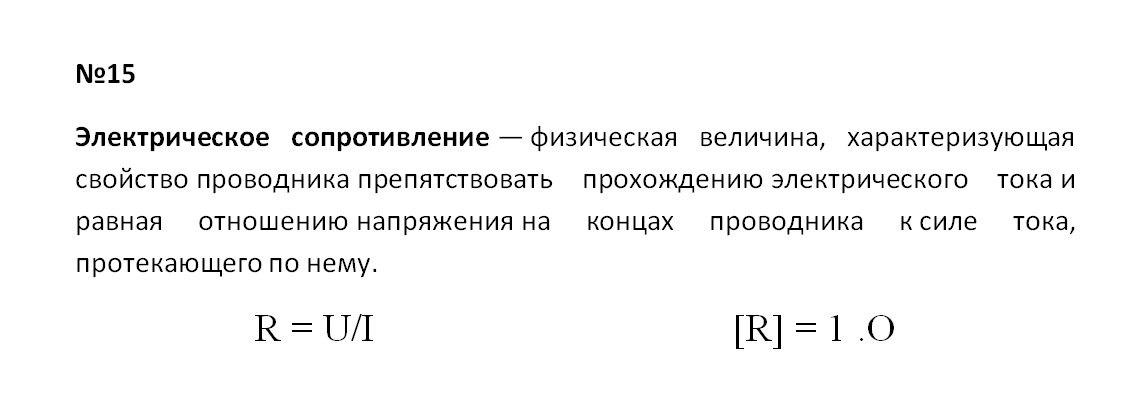 №15
Электрическое сопротивление — физическая величина, характеризующая
свойство проводника препятствовать прохождению электрического тока и
равная отношению напряжения на концах проводника к силе тока,
протекающего по нему.
R = U/I [R] = 1 .О